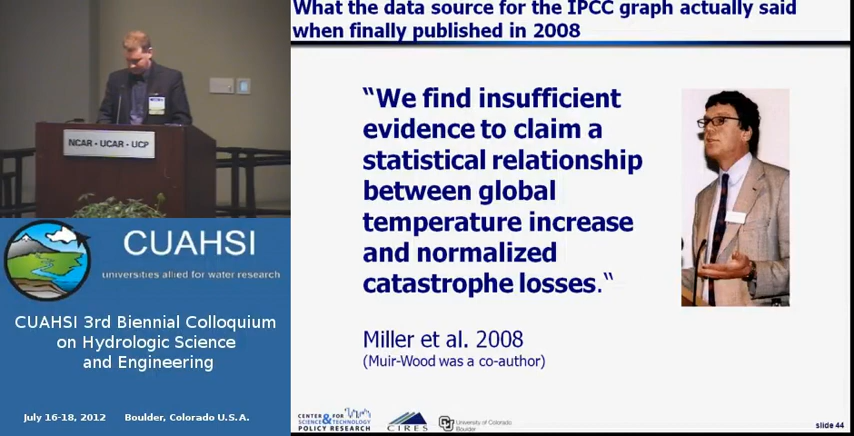 What the data source for the IPCC graph actually said
when finally published in 2008
"We find insufficient
evidence to claim a
statistical relationship
between global
temperature increase
and normalized
catastrophe losses."
Miller et al. 2008
(Muir-Wood was a co-author)
NCAR • UCAR • UCP
CUAHSI
universities allied for water research
CUAHSI 3rd Biennial Colloquium
on Hydrologic Science
and Engineering
July 16-18, 2012 Boulder, Colorado U.S.A.
CENTER FOR
SCIENCE & TECHNOLOGY
POLICY RESEARCH
CIRES
CU
University of Colorado
Boulder
slide 44